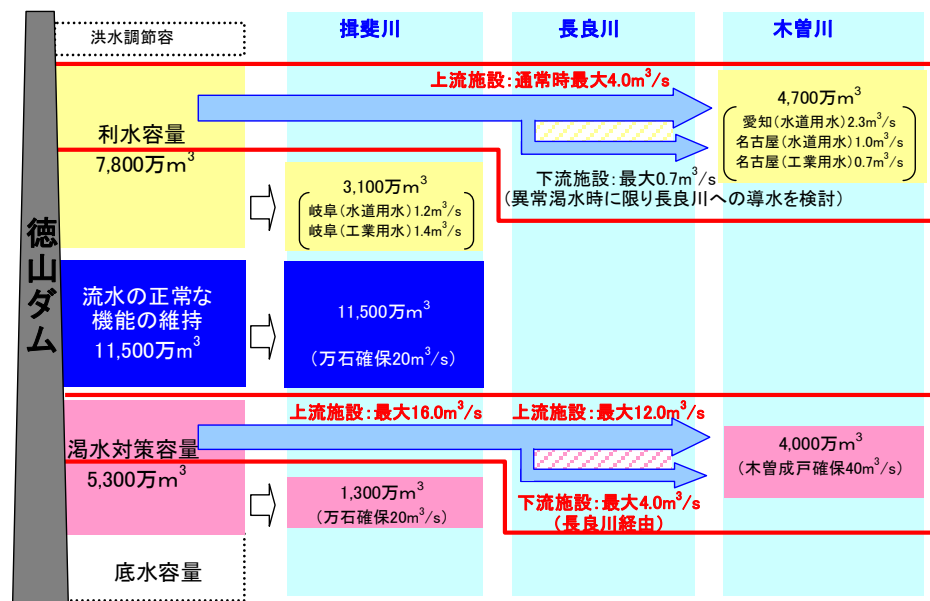 徳山ダム
洪水調節容
揖斐川
長良川
木曽川
上流施設:通常時最大4.0m³/s
利水容量
7,800万m³
4,700万m³
愛知(水道用水)2.3m³/s
名古屋(水道用水)1.0m³/s
名古屋(工業用水)0.7m³/s
下流施設:最大0.7m³/s
(異常渇水時に限り長良川への導水を検討)
3,100万m³
岐阜(水道用水)1.2m³/s
岐阜(工業用水)1.4m³/s
流水の正常な
機能の維持
11,500万m³
11,500万m³
(万石確保20m³/s)
上流施設:最大16.0m³/s
上流施設:最大12.0m³/s
渇水対策容量
5,300万m³
4,000万m³
(木曽成戸確保40m³/s)
1,300万m³
(万石確保20m³/s)
下流施設:最大4.0m³/s
(長良川経由)
底水容量